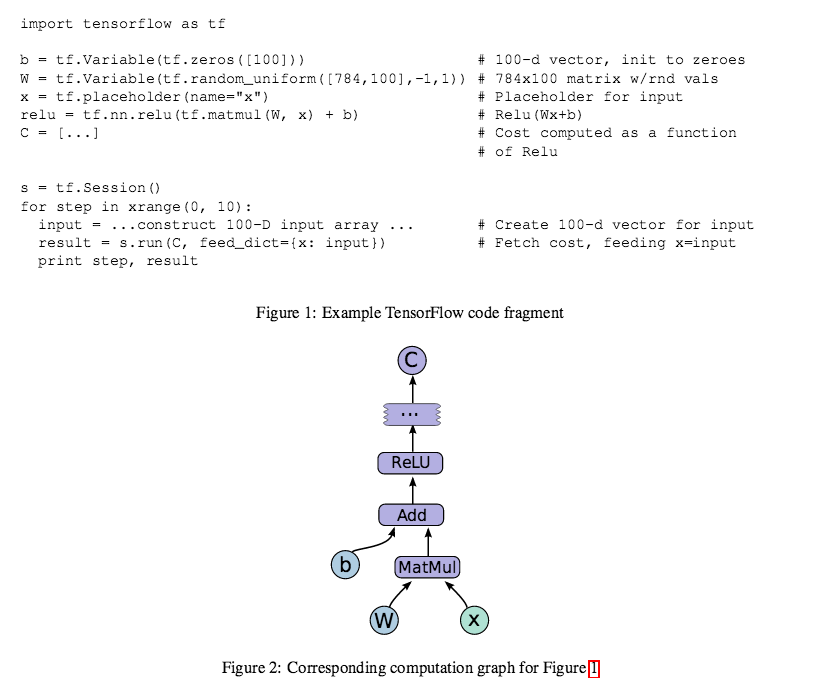 import tensorflow as tf
b = tf.Variable(tf.zeros([100])) # 100-d vector, init to zeroes
W = tf.Variable(tf.random_uniform([784,100],-1,1)) # 784x100 matrix w/rnd vals
x = tf.placeholder(name="x") # Placeholder for input
relu = tf.nn.relu(tf.matmul(W, x) + b) # Relu(Wx+b)
C = [...] # Cost computed as a function
# of Relu
s = tf.Session()
for step in xrange(0, 10):
input = ...construct 100-D input array ... # Create 100-d vector for input
result = s.run(C, feed_dict={x: input}) # Fetch cost, feeding x=input
print step, result
Figure 1: Example TensorFlow code fragment
C
...
ReLU
Add
b
MatMul
W x
Figure 2: Corresponding computation graph for Figure 1